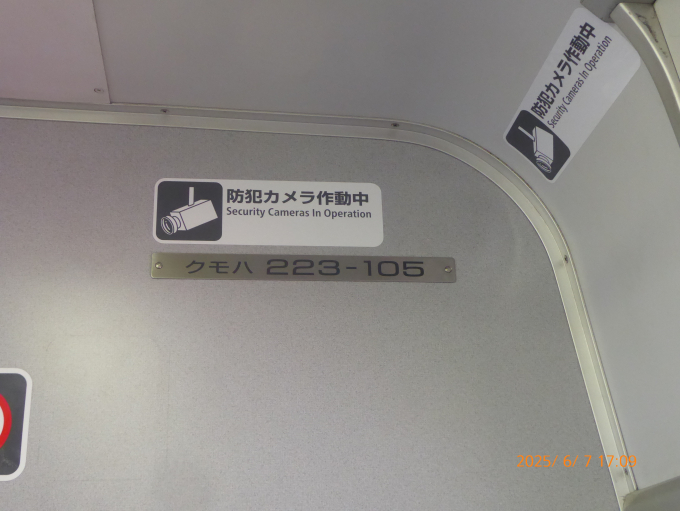 防犯カメラ作動中
Security Cameras In Operation
防犯カメラ作動中
Security Cameras In Operation
クモハ 223-105
2025/ 6/ 7 17:09